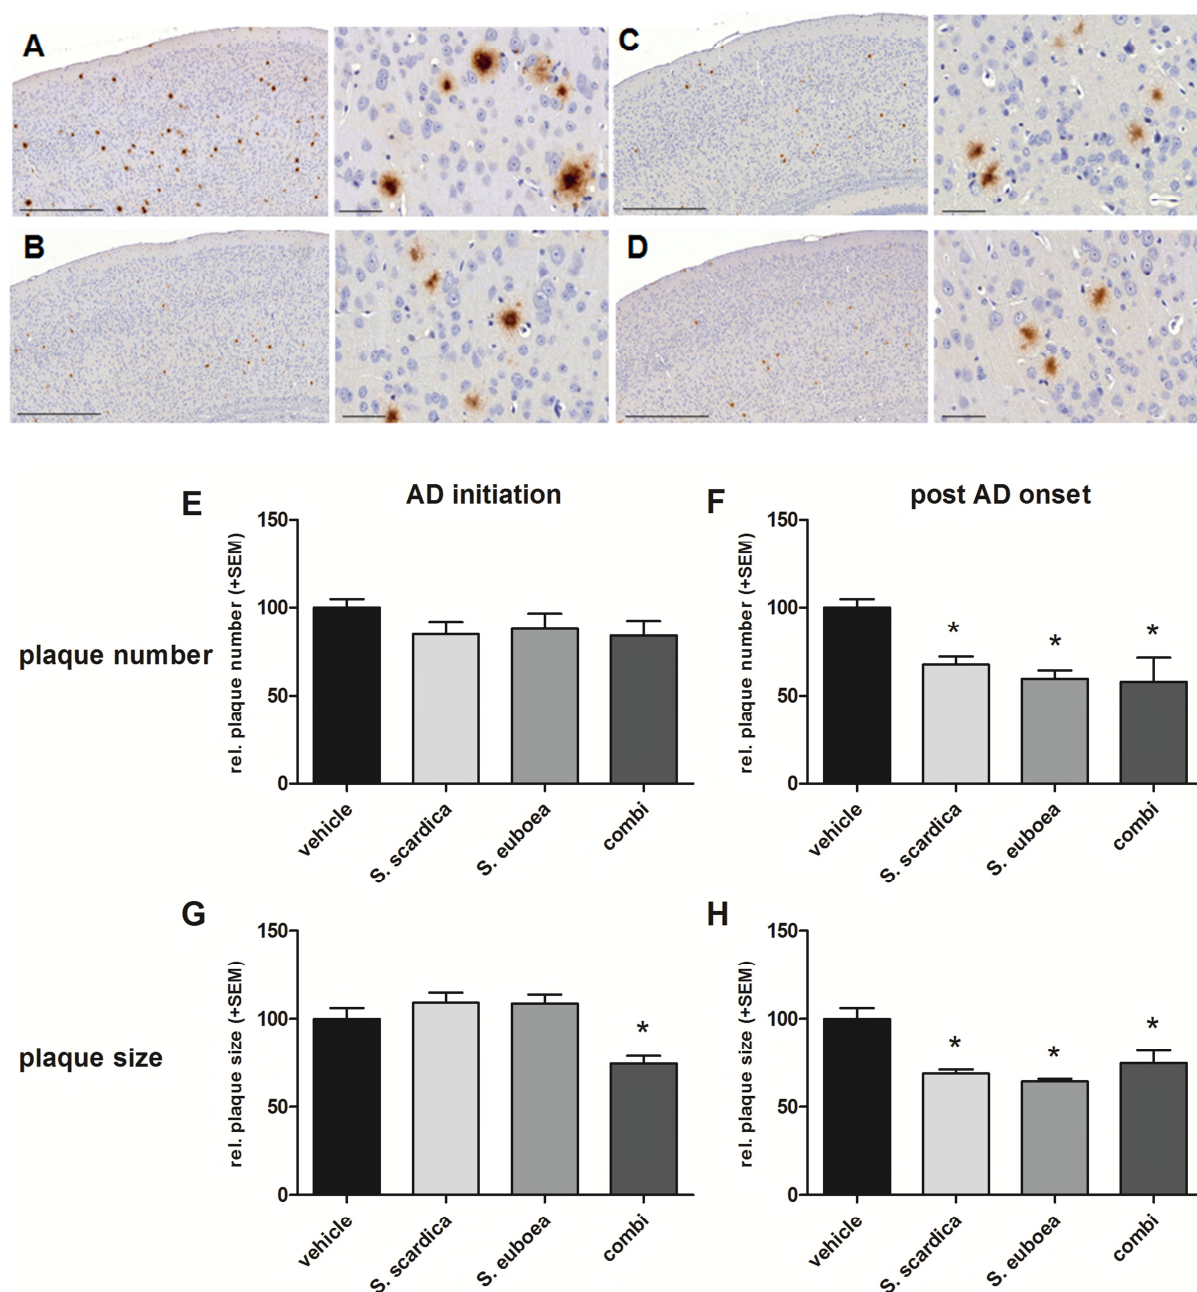 A
C
B
D
AD initiation
post AD onset
E
F
plaque number
rel. plaque number (+SEM)
150
100
50
0
vehicle
S. scardica
S. euboea
combi
rel. plaque number (+SEM)
150
100
50
0
*
*
*
vehicle
S. scardica
S. euboea
combi
G
H
plaque size
rel. plaque size (+SEM)
150
100
50
0
*
vehicle
S. scardica
S. euboea
combi
rel. plaque size (+SEM)
150
100
50
0
*
*
*
vehicle
S. scardica
S. euboea
combi